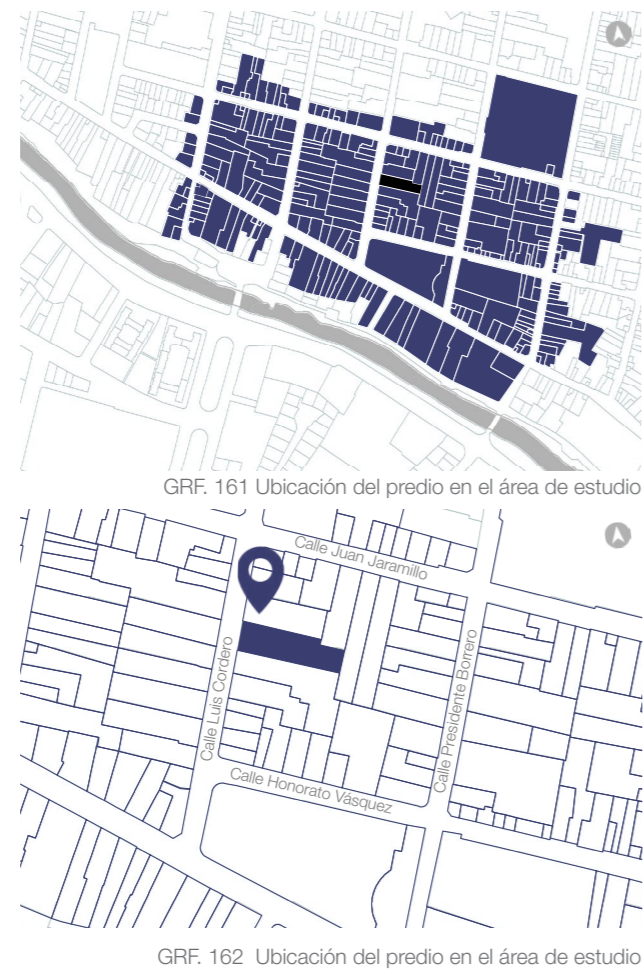 GRF. 161 Ubicación del predio en el área de estudio
Calle Juan Jaramillo
Calle Luis Cordero
Calle Presidente Borrero
Calle Honorato Vásquez
GRF. 162 Ubicación del predio en el área de estudio